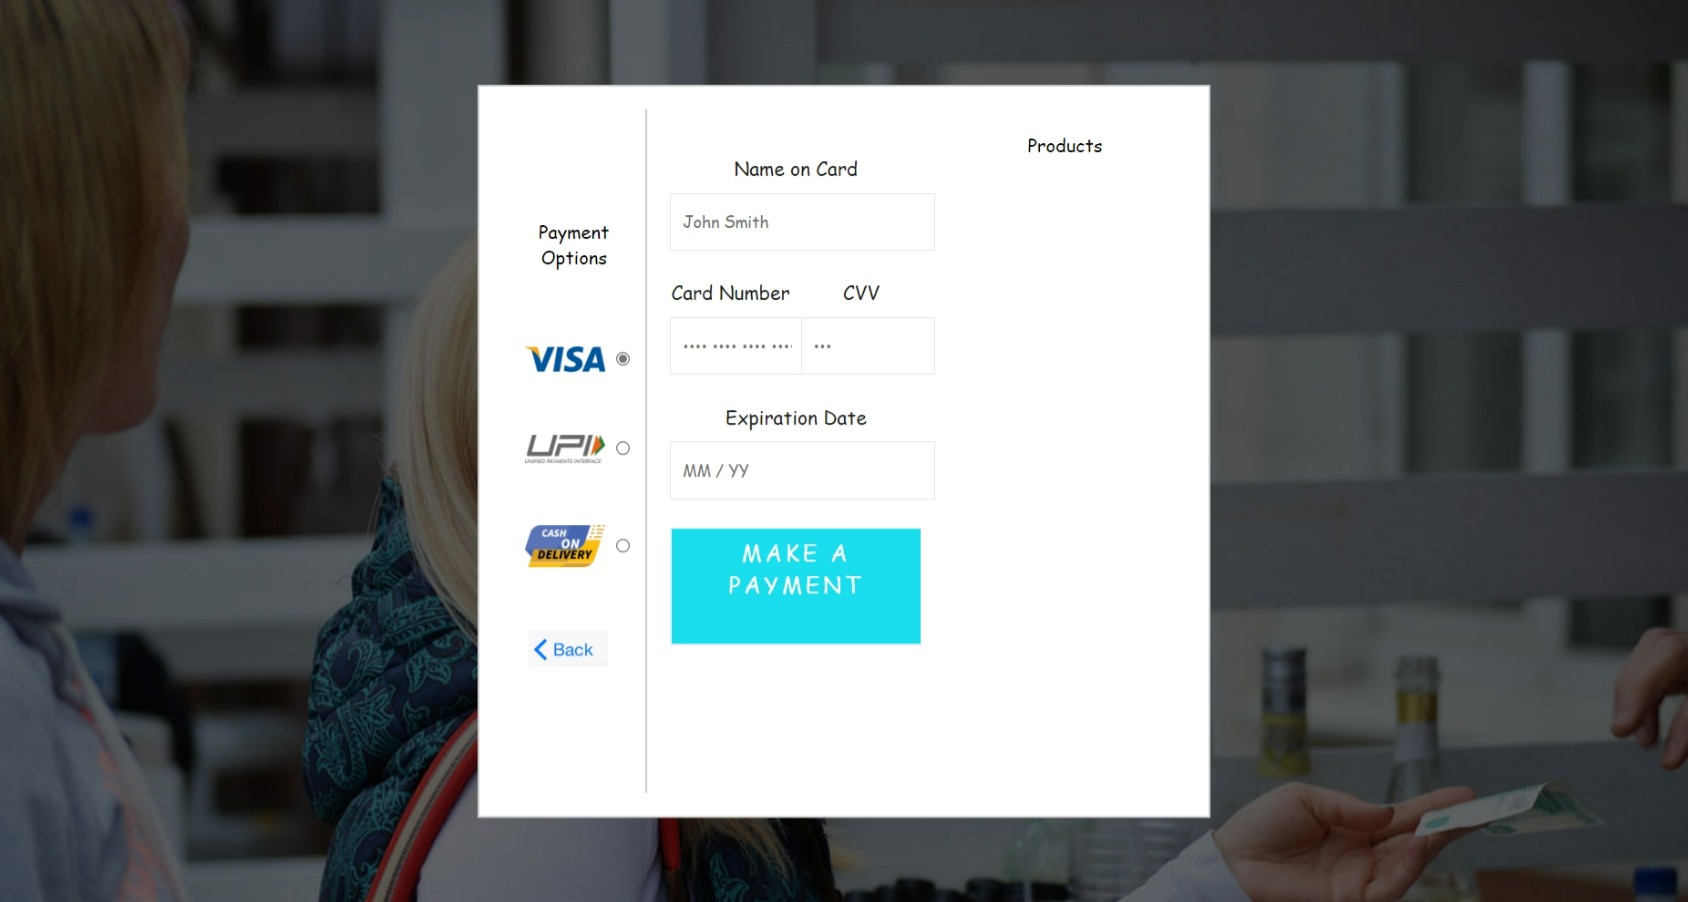 Payment
Options
VISA
UPI
UNIFIED PAYMENTS INTERFACE
CASH
ON
DELIVERY
Back
Name on Card
John Smith
Card Number CVV
•••• •••• •••• •••• •••
Expiration Date
MM / YY
MAKE A
PAYMENT
Products